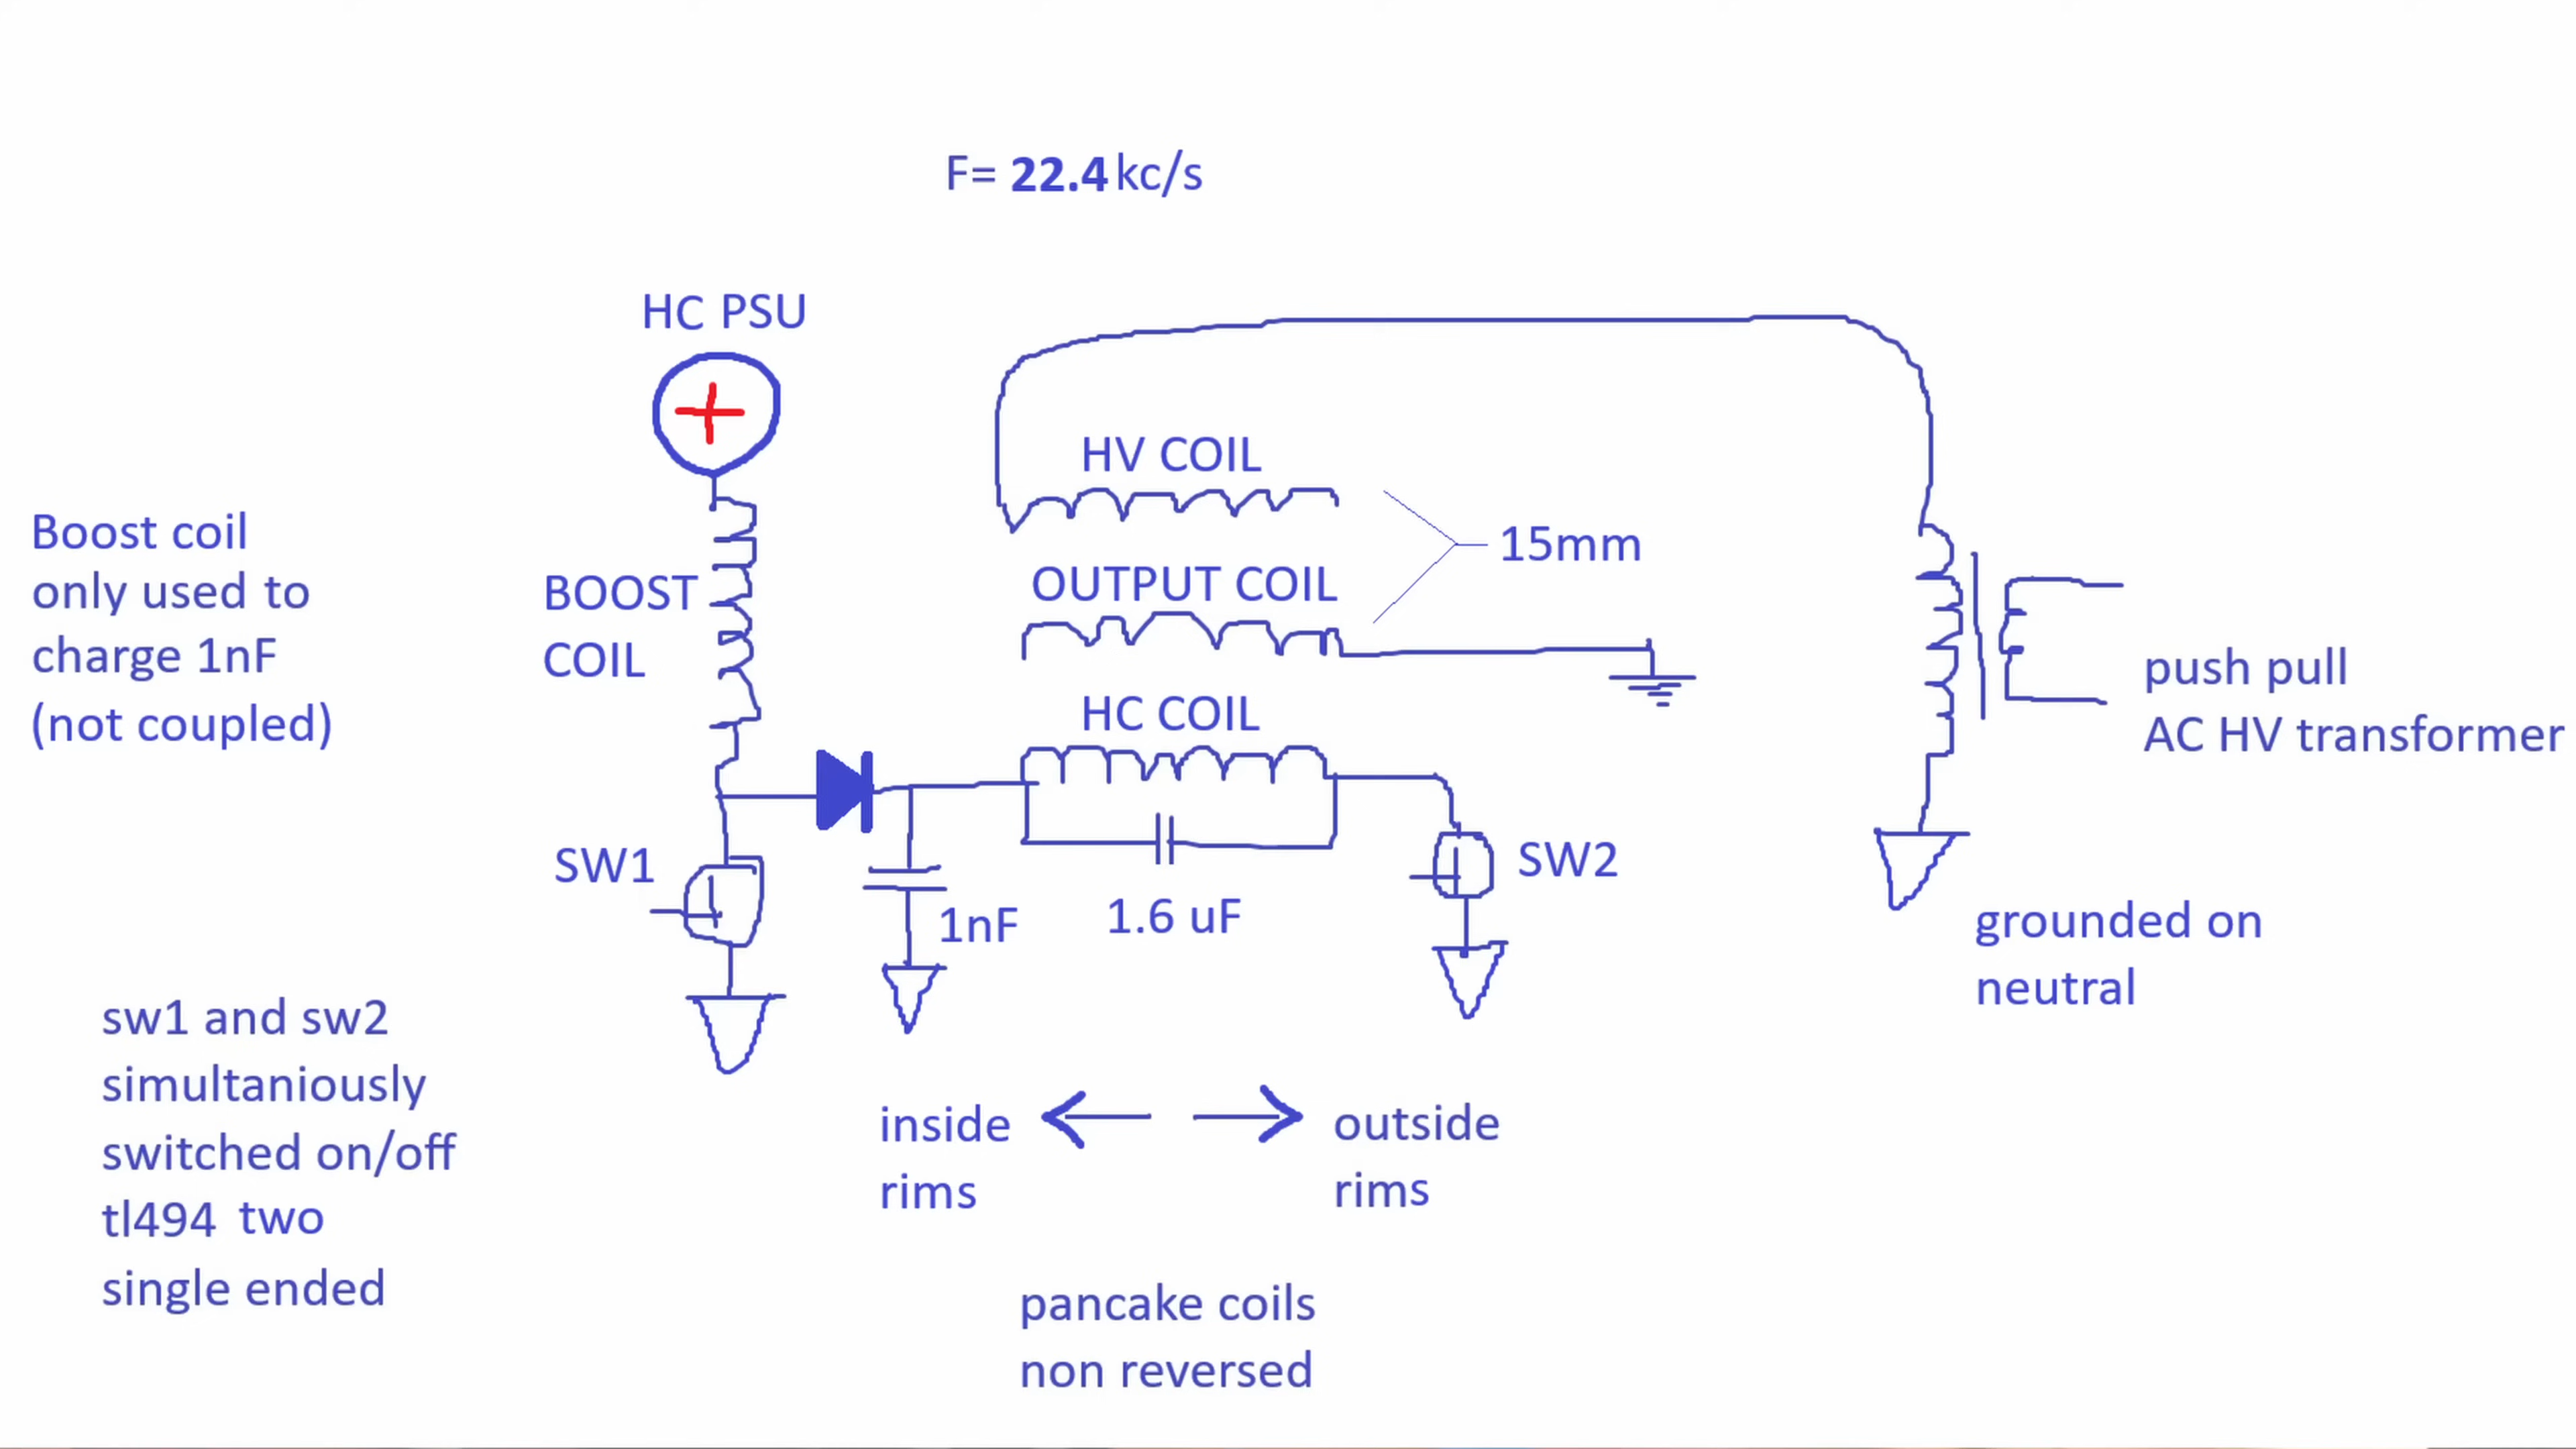 F= 22.4 kc/s
HC PSU
HV COIL
15mm
OUTPUT COIL
HC COIL
BOOST
COIL
Boost coil
only used to
charge 1nF
(not coupled)
push pull
AC HV transformer
SW1
SW2
1nF
1.6 uF
grounded on
neutral
sw1 and sw2
simultaniously
switched on/off
tl494 two
single ended
inside
rims
outside
rims
pancake coils
non reversed